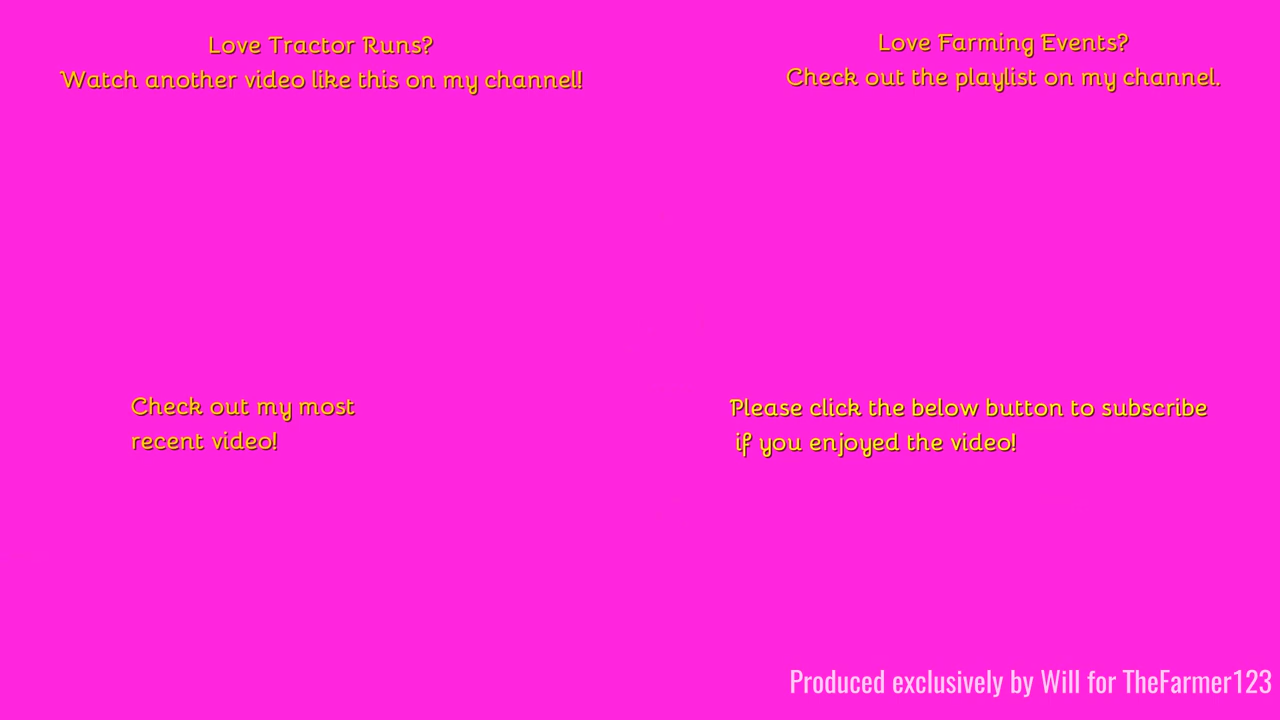 Love Tractor Runs?
Watch another video like this on my channel!
Love Farming Events?
Check out the playlist on my channel.
Check out my most
recent video!
Please click the below button to subscribe
if you enjoyed the video!
Produced exclusively by Will for TheFarmer123